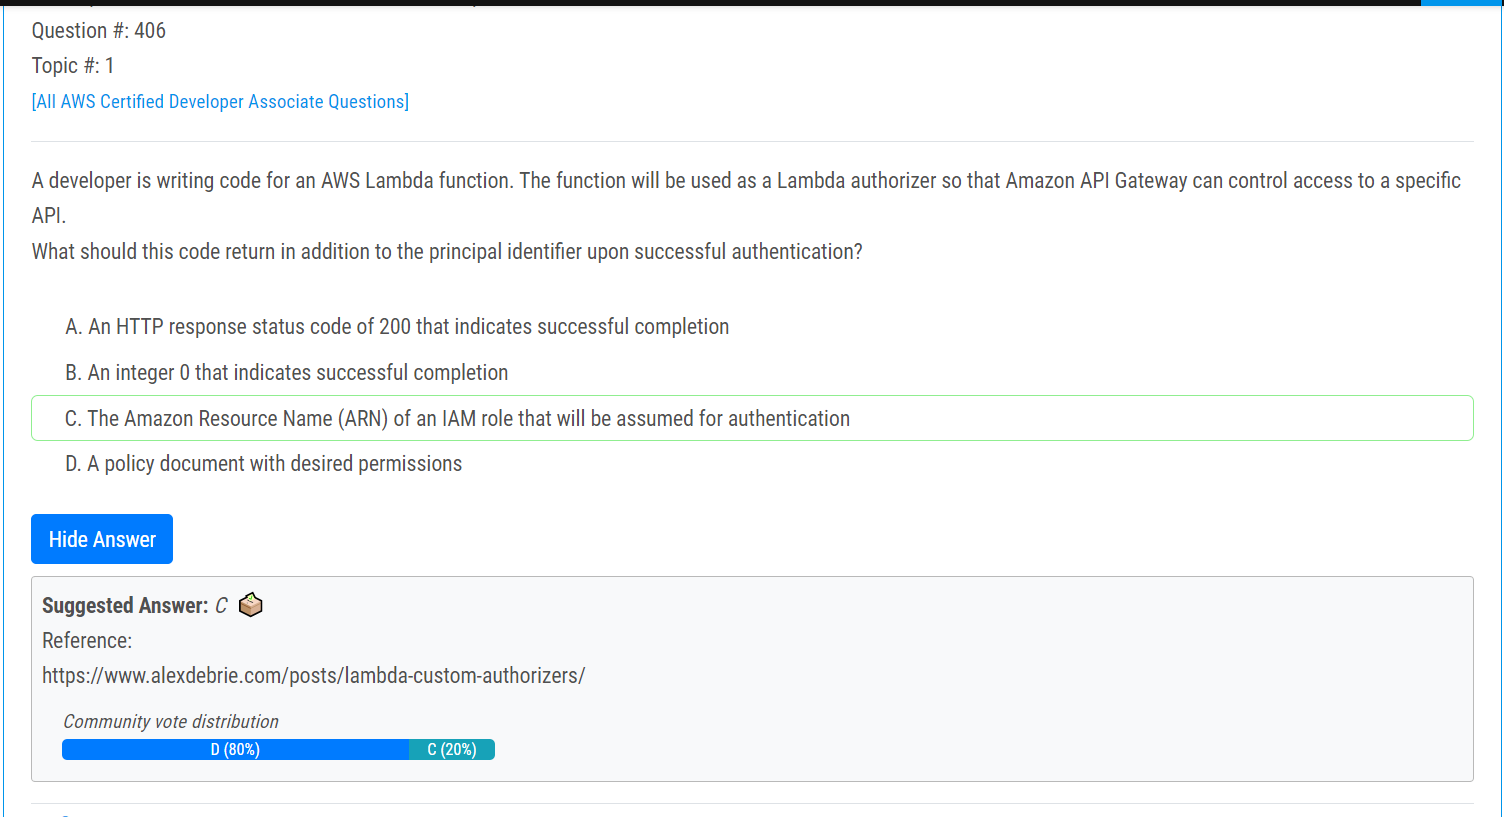 Question #: 406
Topic #: 1
[All AWS Certified Developer Associate Questions]
A developer is writing code for an AWS Lambda function. The function will be used as a Lambda authorizer so that Amazon API Gateway can control access to a specific
API.
What should this code return in addition to the principal identifier upon successful authentication?
A. An HTTP response status code of 200 that indicates successful completion
B. An integer 0 that indicates successful completion
C. The Amazon Resource Name (ARN) of an IAM role that will be assumed for authentication
D. A policy document with desired permissions
Hide Answer
Suggested Answer: C
Reference:
https://www.alexdebrie.com/posts/lambda-custom-authorizers/
Community vote distribution
D (80%) C (20%)